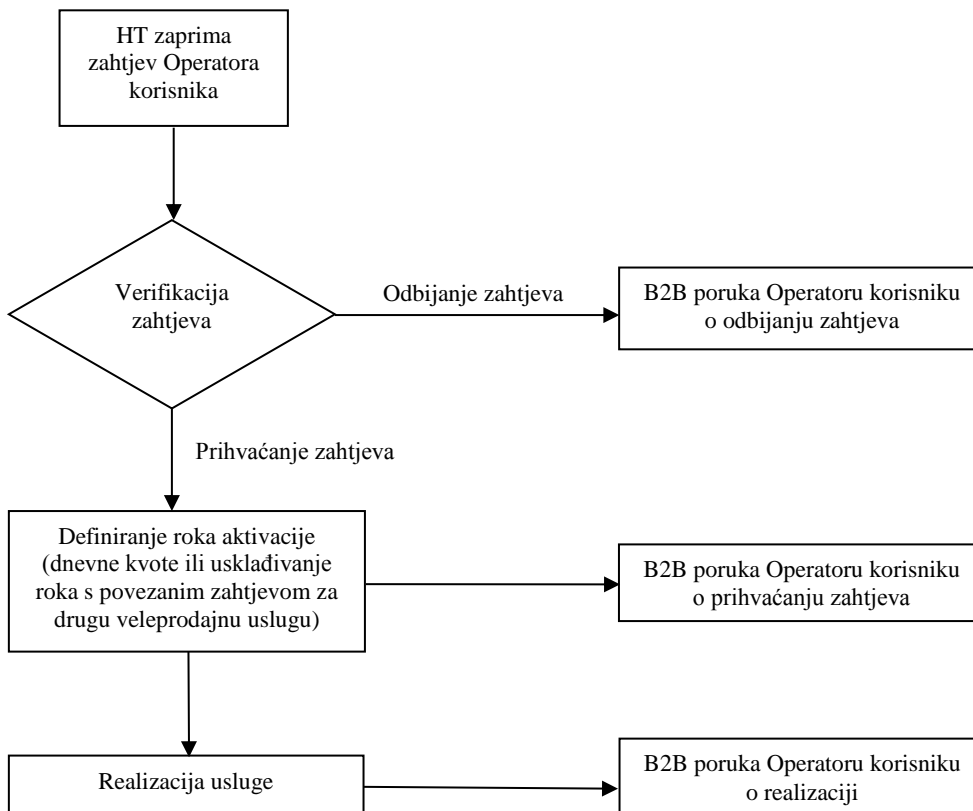 HT zaprima
zahtjev Operatora
korisnika
Verifikacija
zahtjeva
Odbijanje zahtjeva
B2B poruka Operatoru korisniku
o odbijanju zahtjeva
Prihvaćanje zahtjeva
Definiranje roka aktivacije
(dnevne kvote ili usklađivanje
roka s povezanim zahtjevom za
drugu veleprodajnu uslugu)
B2B poruka Operatoru korisniku
o prihvaćanju zahtjeva
Realizacija usluge
B2B poruka Operatoru korisniku
o realizaciji